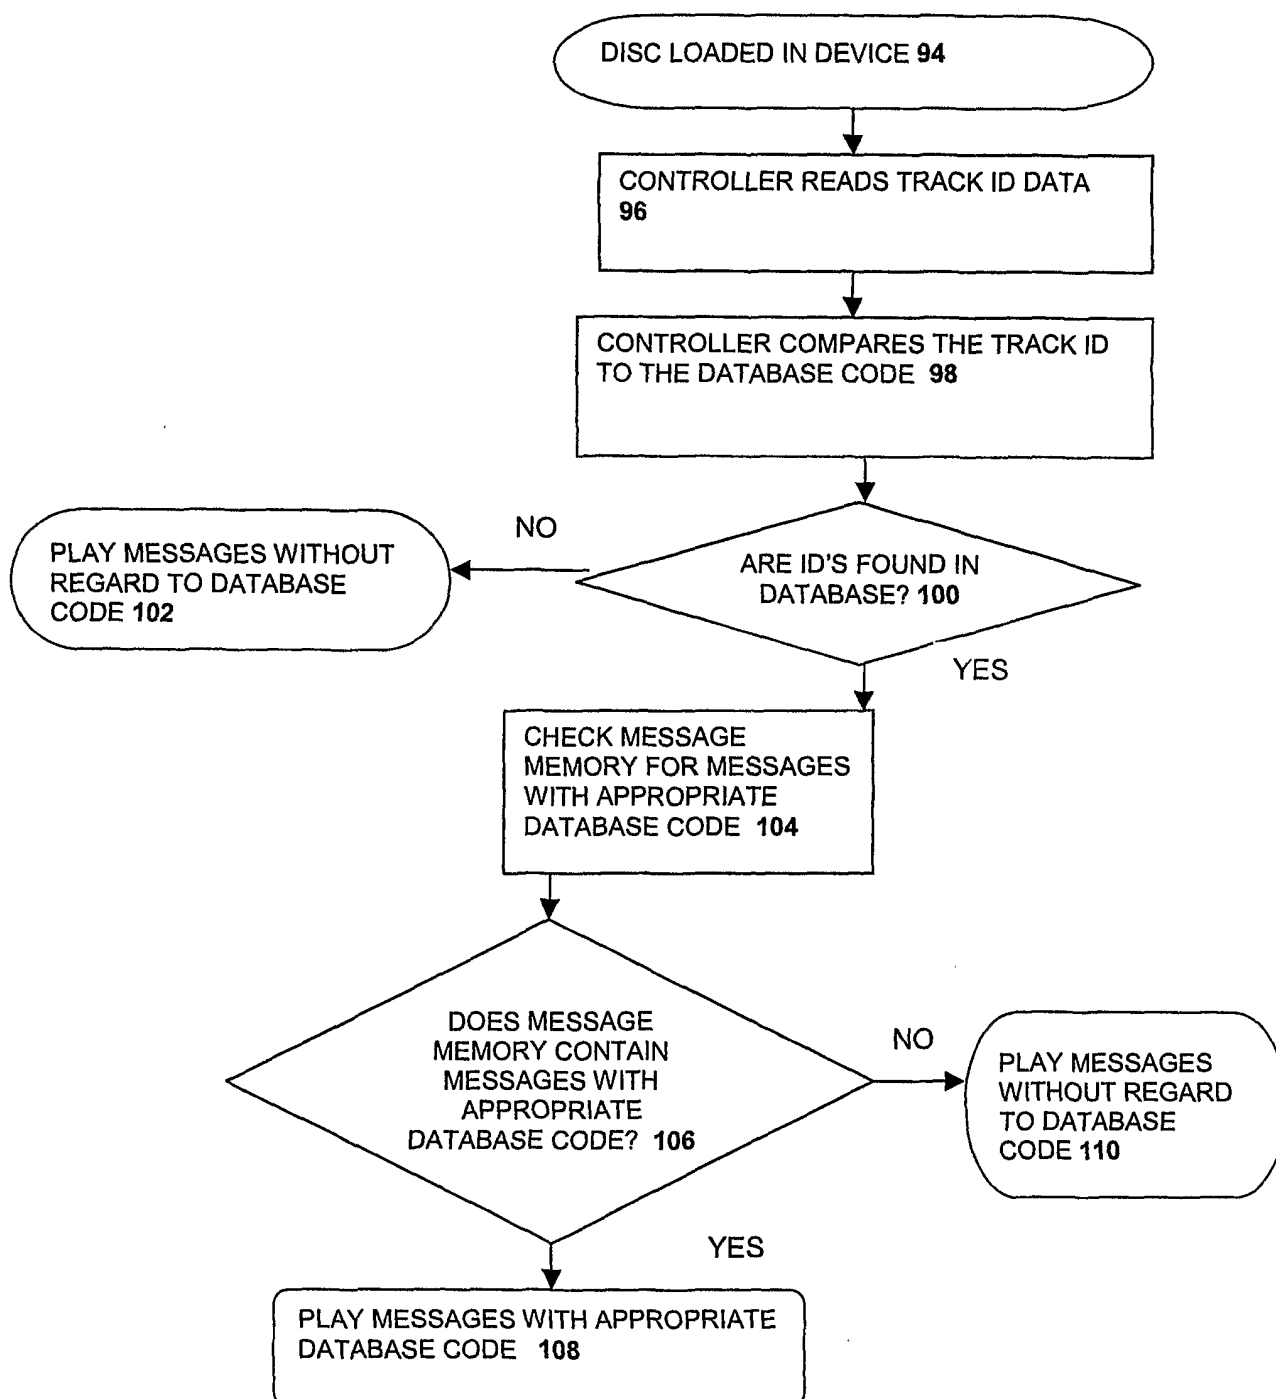 DISC LOADED IN DEVICE 94
CONTROLLER READS TRACK ID DATA
96
CONTROLLER COMPARES THE TRACK ID
TO THE DATABASE CODE 98
NO
PLAY MESSAGES WITHOUT
REGARD TO DATABASE
CODE 102
ARE ID'S FOUND IN
DATABASE? 100
YES
CHECK MESSAGE
MEMORY FOR MESSAGES
WITH APPROPRIATE
DATABASE CODE 104
DOES MESSAGE
MEMORY CONTAIN
MESSAGES WITH
APPROPRIATE
DATABASE CODE? 106
NO
PLAY MESSAGES
WITHOUT REGARD
TO DATABASE
CODE 110
YES
PLAY MESSAGES WITH APPROPRIATE
DATABASE CODE 108